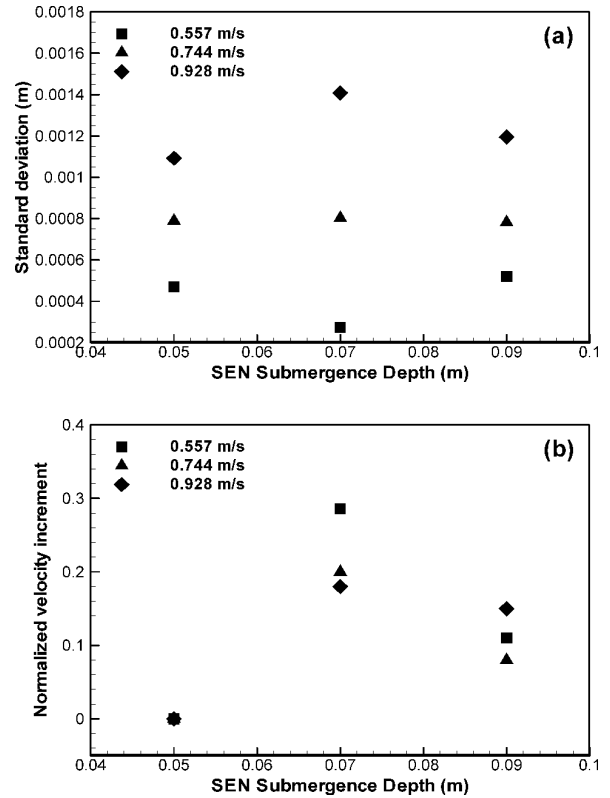 0.0018
0.0016
0.0014
0.0012
0.001
0.0008
0.0006
0.0004
0.0002
Standard deviation (m)
0.557 m/s
0.744 m/s
0.928 m/s
(a)
0.04 0.05 0.06 0.07 0.08 0.09 0.1
SEN Submergence Depth (m)
0.4
0.3
0.2
0.1
0
Normalized velocity increment
0.557 m/s
0.744 m/s
0.928 m/s
(b)
0.04 0.05 0.06 0.07 0.08 0.09 0.1
SEN Submergence Depth (m)